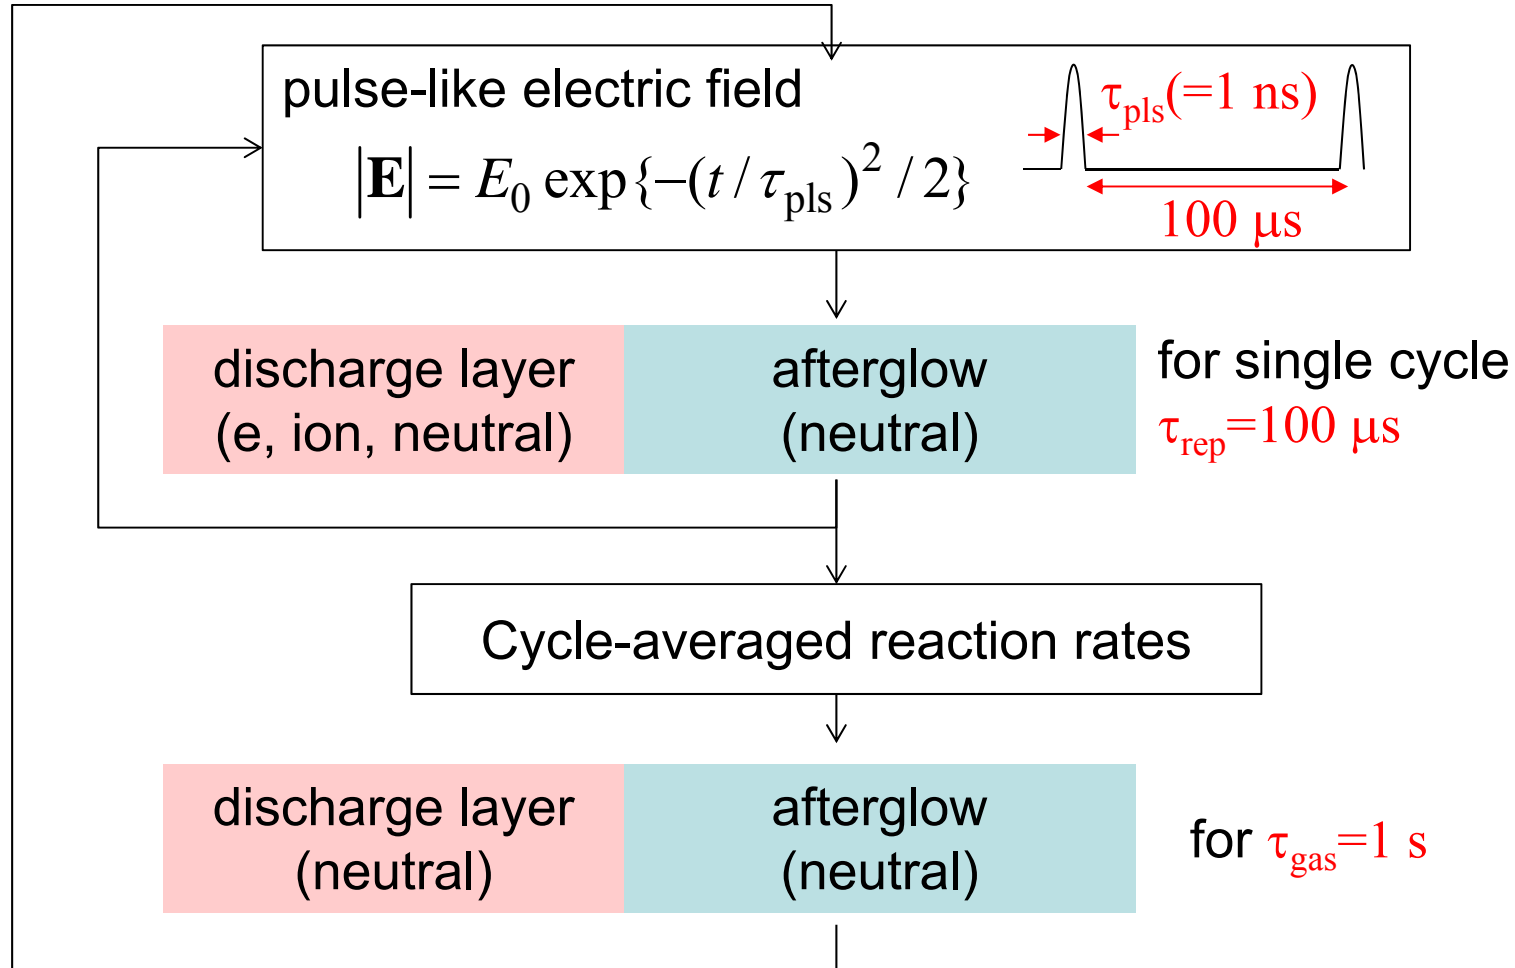 pulse-like electric field
τpls(=1 ns)
|E| = E0 exp{−(t / τpls)2 / 2}
100 μs
discharge layer
(e, ion, neutral)
afterglow
(neutral)
for single cycle
τrep=100 μs
Cycle-averaged reaction rates
discharge layer
(neutral)
afterglow
(neutral)
for τgas=1 s